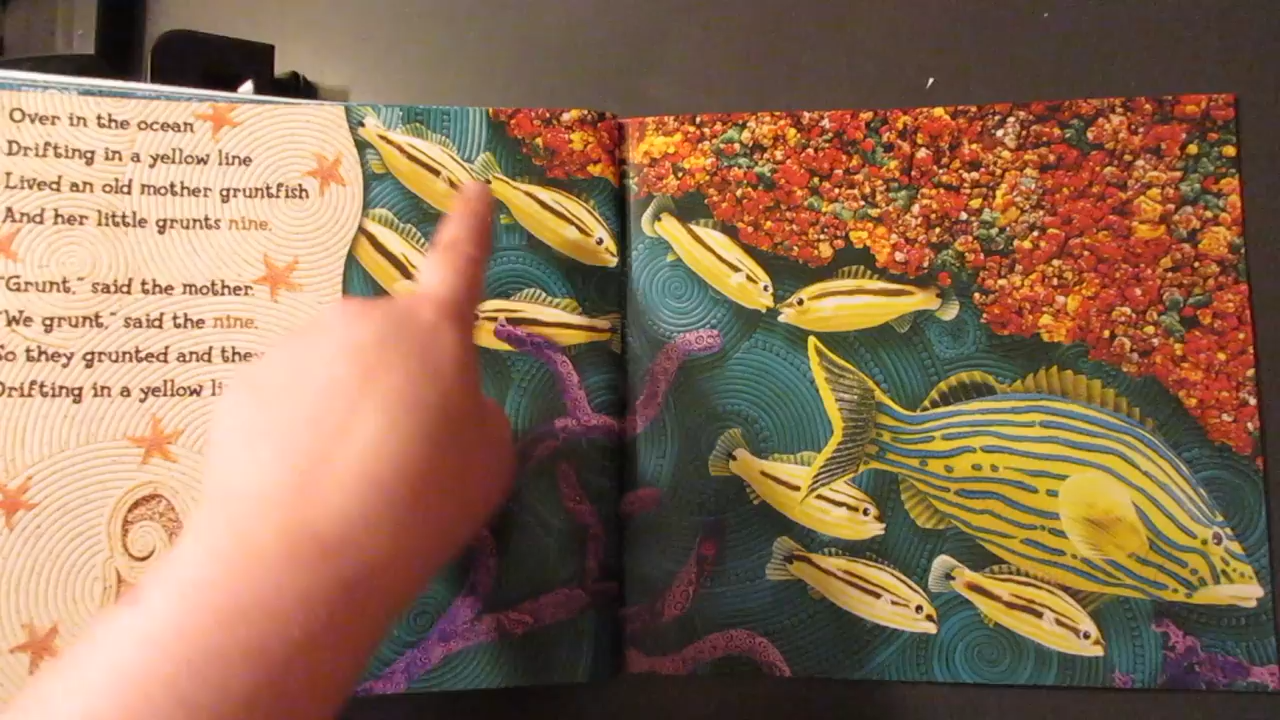 Over in the ocean
Drifting in a yellow line
Lived an old mother gruntfish
And her little grunts nine.
"Grunt," said the mother.
"We grunt," said the nine.
So they grunted and they
Drifting in a yellow